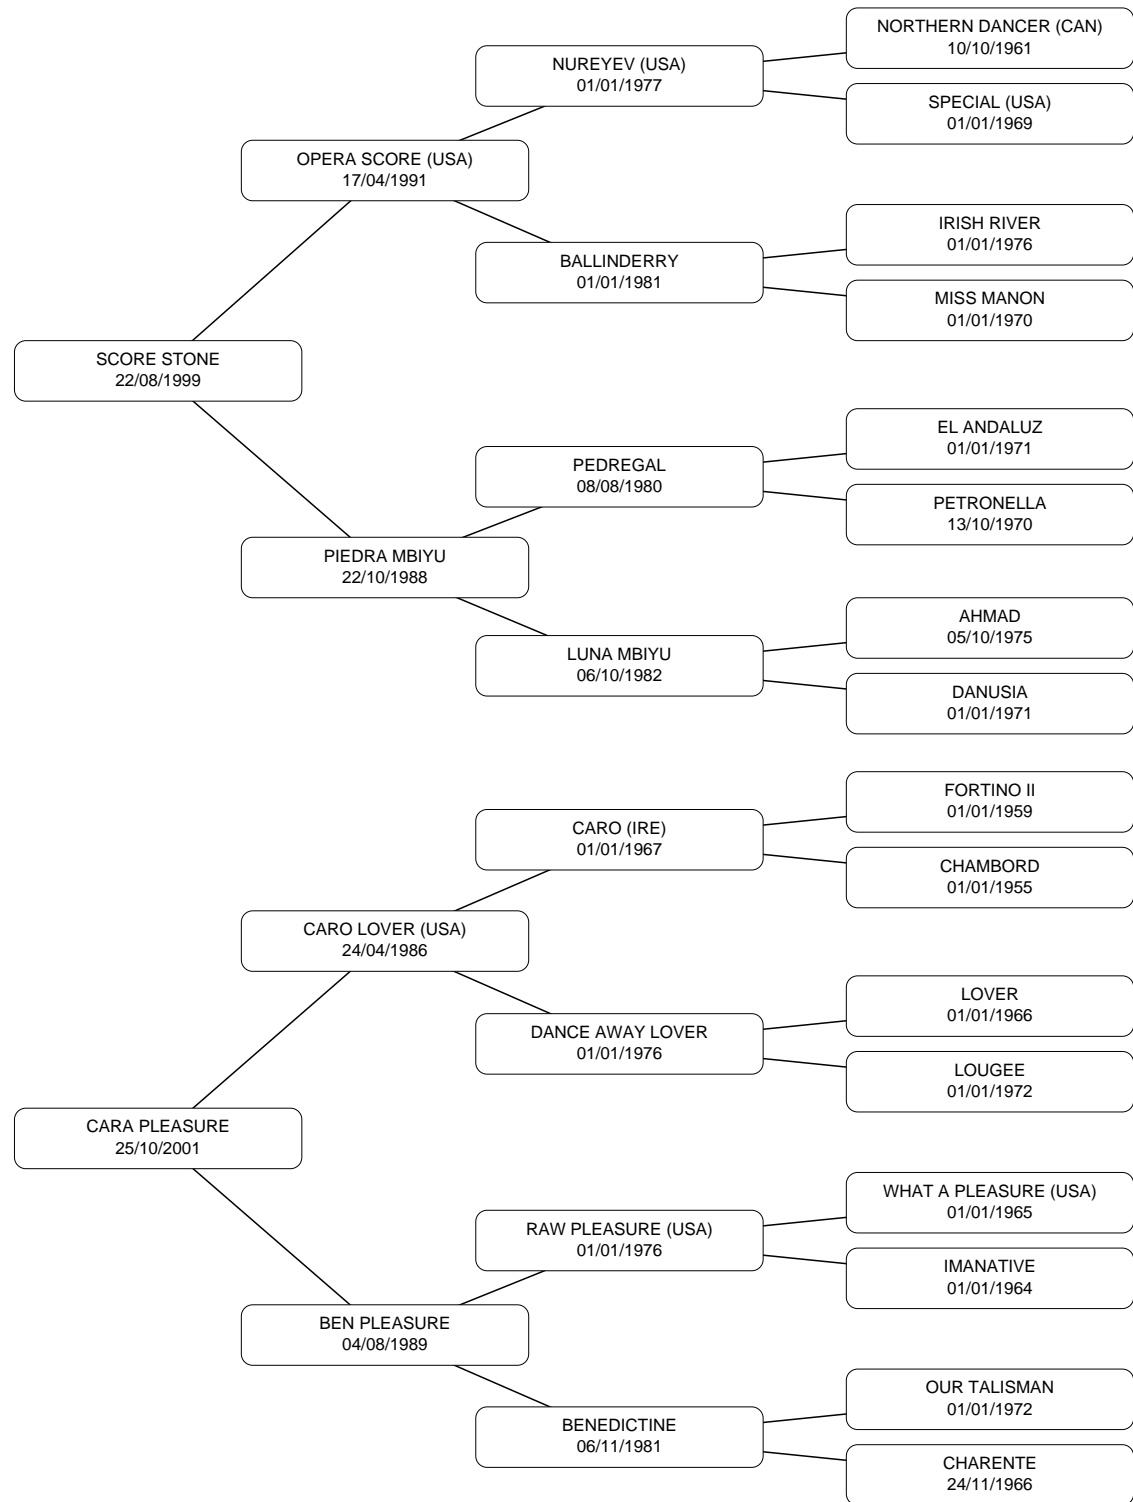 NORTHERN DANCER (CAN)
10/10/1961
NUREYEV (USA)
01/01/1977
SPECIAL (USA)
01/01/1969
OPERA SCORE (USA)
17/04/1991
IRISH RIVER
01/01/1976
BALLINDERRY
01/01/1981
MISS MANON
01/01/1970
SCORE STONE
22/08/1999
EL ANDALUZ
01/01/1971
PEDREGAL
08/08/1980
PETRONELLA
13/10/1970
PIEDRA MBIYU
22/10/1988
AHMAD
05/10/1975
LUNA MBIYU
06/10/1982
DANUSIA
01/01/1971
FORTINO II
01/01/1959
CARO (IRE)
01/01/1967
CHAMBORD
01/01/1955
CARO LOVER (USA)
24/04/1986
LOVER
01/01/1966
DANCE AWAY LOVER
01/01/1976
LOUGEE
01/01/1972
CARA PLEASURE
25/10/2001
WHAT A PLEASURE (USA)
01/01/1965
RAW PLEASURE (USA)
01/01/1976
IMANATIVE
01/01/1964
BEN PLEASURE
04/08/1989
OUR TALISMAN
01/01/1972
BENEDICTINE
06/11/1981
CHARENTE
24/11/1966